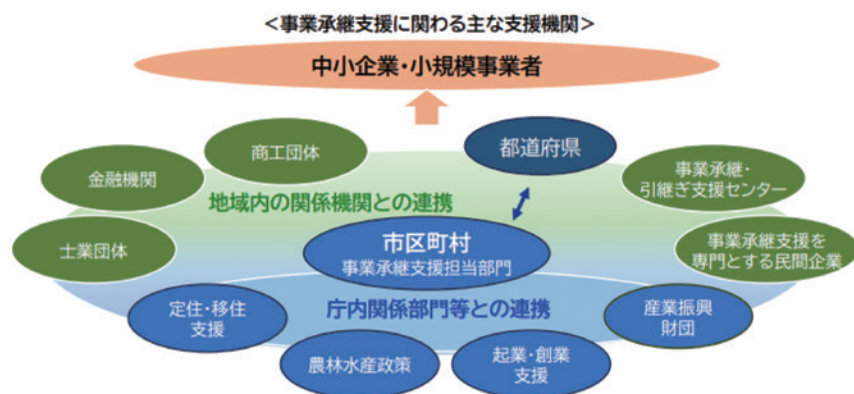 ＜事業承継支援に関わる主な支援機関＞
中小企業・小規模事業者
商工団体
都道府県
金融機関
事業承継・
引継ぎ支援センター
地域内の関係機関との連携
士業団体
市区町村
事業承継支援担当部門
事業承継支援を
専門とする民間企業
定住・移住
支援
庁内関係部門等との連携
産業振興
財団
農林水産政策
起業・創業
支援